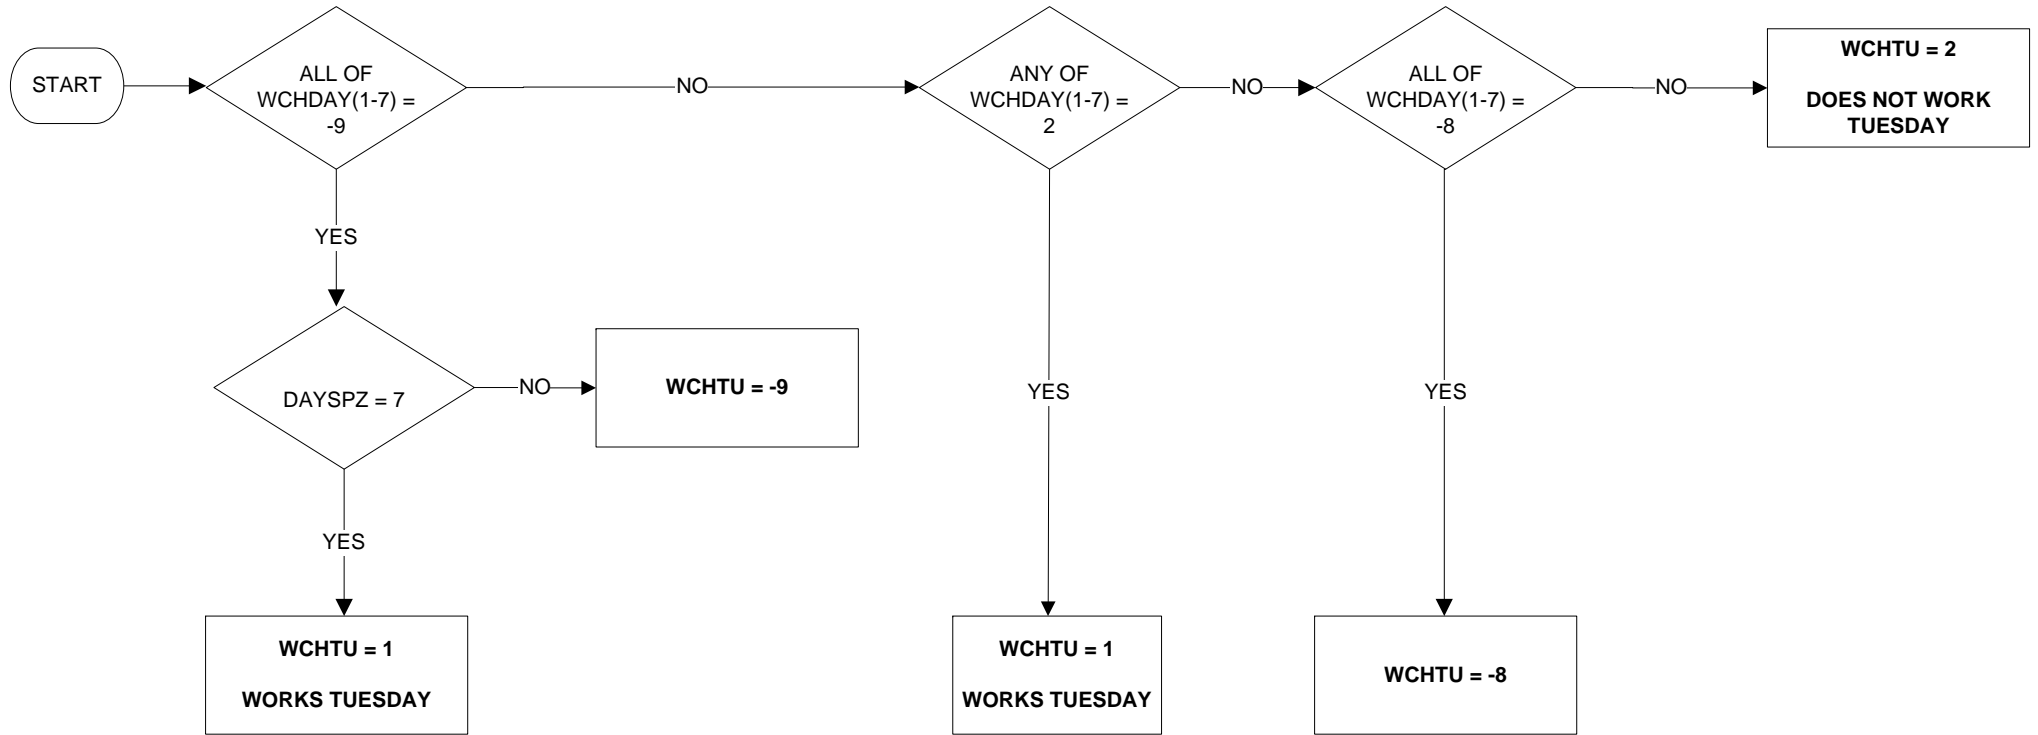 START
ALL OF
WCHDAY(1-7) =
-9
NO
ANY OF
WCHDAY(1-7) =
2
NO
ALL OF
WCHDAY(1-7) =
-8
NO
WCHTU = 2
DOES NOT WORK
TUESDAY
YES
DAYSPZ = 7
NO
WCHTU = -9
YES
YES
YES
WCHTU = 1
WORKS TUESDAY
WCHTU = 1
WORKS TUESDAY
WCHTU = -8